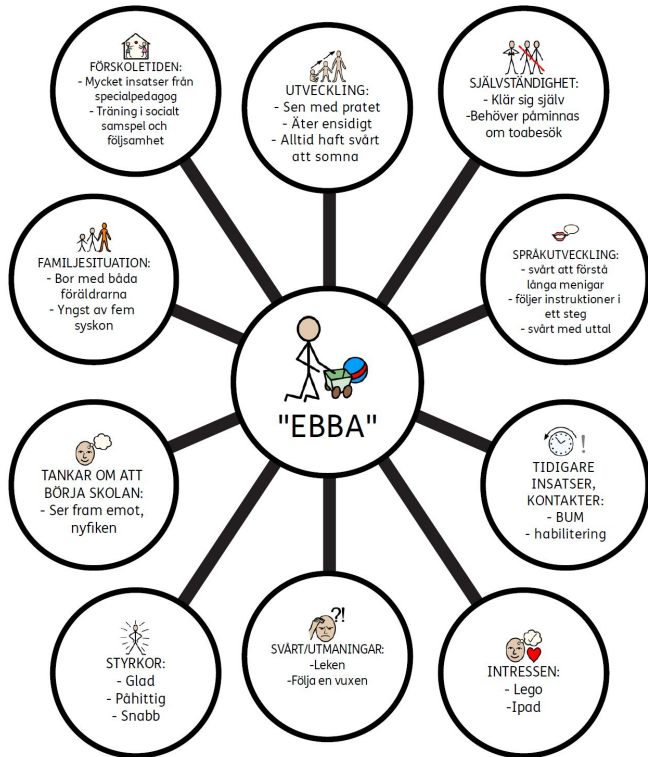 FÖRSKOLETIDEN:
- Mycket insatser från
specialpedagog
- Träning i socialt
samspel och
följsamhet
UTVECKLING:
- Sen med pratet
- Äter ensidigt
- Alltid haft svårt
att somna
SJÄLVSTÄNDIGHET:
- Klär sig själv
-Behöver påminnas
om toabesök
FAMILJESITUATION:
- Bor med båda
föräldrarna
- Yngst av fem
syskon
SPRÅKUTVECKLING:
- svårt att förstå
långa menigar
- följer instruktioner i
ett steg
- svårt med uttal
"EBBA"
TANKAR OM ATT
BÖRJA SKOLAN:
- Ser fram emot,
nyfiken
!
TIDIGARE
INSATSER,
KONTAKTER:
- BUM
- habilitering
STYRKOR:
- Glad
- Påhittig
- Snabb
?!
SVÅRT/UTMANINGAR:
-Leken
-Följa en vuxen
INTRESSEN:
- Lego
-Ipad